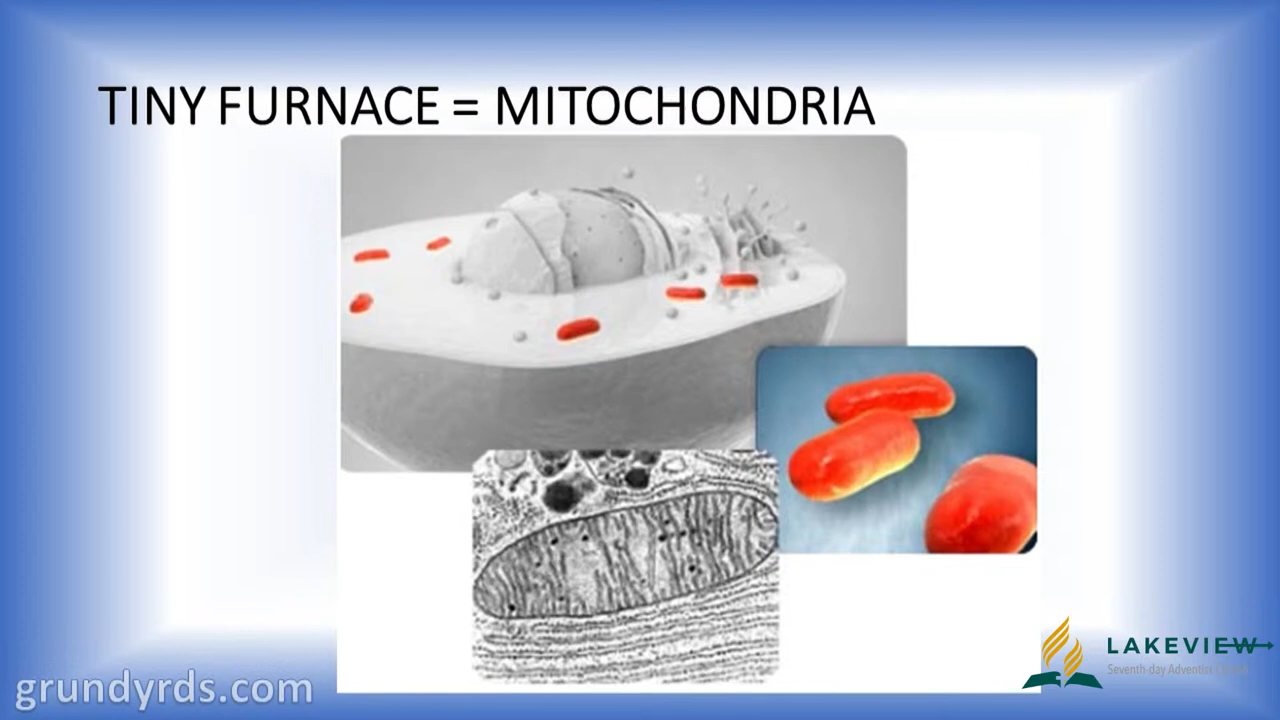 TINY FURNACE = MITOCHONDRIA
grundyrds.com
LAKEVIEW
Seventh-day Adventist Church